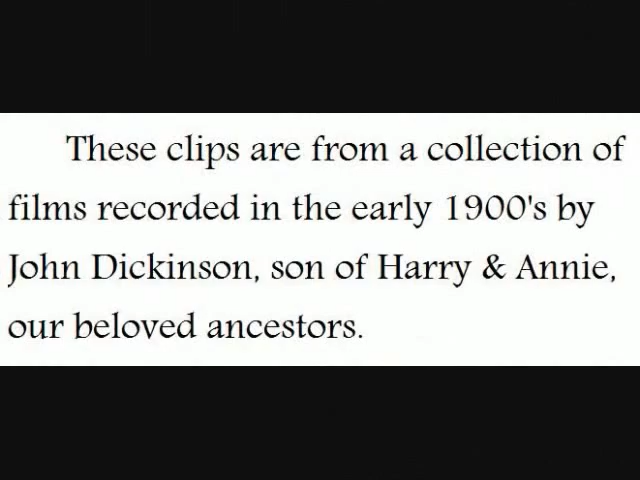 These clips are from a collection of
films recorded in the early 1900's by
John Dickinson, son of Harry & Annie,
our beloved ancestors.